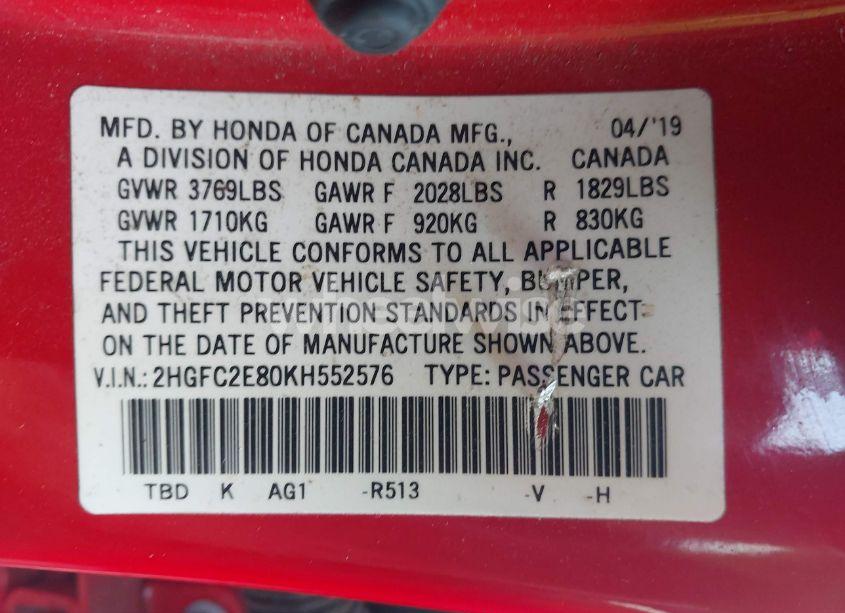 MFD. BY HONDA OF CANADA MFG., 04/'19
A DIVISION OF HONDA CANADA INC. CANADA
GVWR 3769LBS GAWR F 2028LBS R 1829LBS
GVWR 1710KG GAWR F 920KG R 830KG
THIS VEHICLE CONFORMS TO ALL APPLICABLE
FEDERAL MOTOR VEHICLE SAFETY, BUMPER,
AND THEFT PREVENTION STANDARDS IN EFFECT
ON THE DATE OF MANUFACTURE SHOWN ABOVE.
V.I.N.: 2HGFC2E80KH552576 TYPE: PASSENGER CAR
TBD K AG1 -R513 -V -H
wheelwise